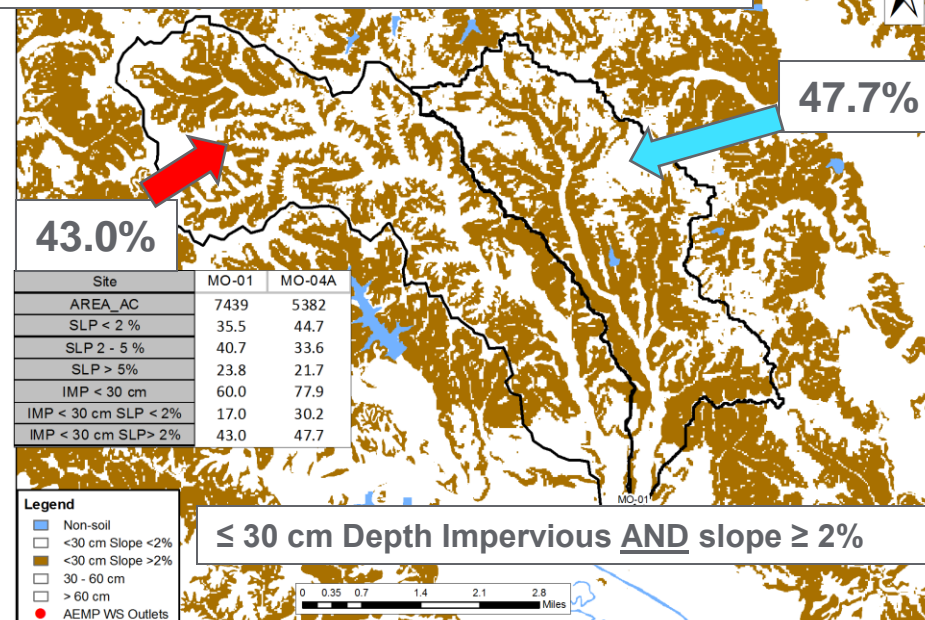 47.7%
43.0%
Site MO-01 MO-04A
AREA_AC 7439 5382
SLP < 2 % 35.5 44.7
SLP 2 - 5 % 40.7 33.6
SLP > 5% 23.8 21.7
IMP < 30 cm 60.0 77.9
IMP < 30 cm SLP < 2% 17.0 30.2
IMP < 30 cm SLP> 2% 43.0 47.7
MO-01
≤ 30 cm Depth Impervious AND slope ≥ 2%
Legend
Non-soil
<30 cm Slope <2%
<30 cm Slope >2%
30 - 60 cm
> 60 cm
AEMP WS Outlets
0 0.35 0.7 1.4 2.1 2.8
Miles